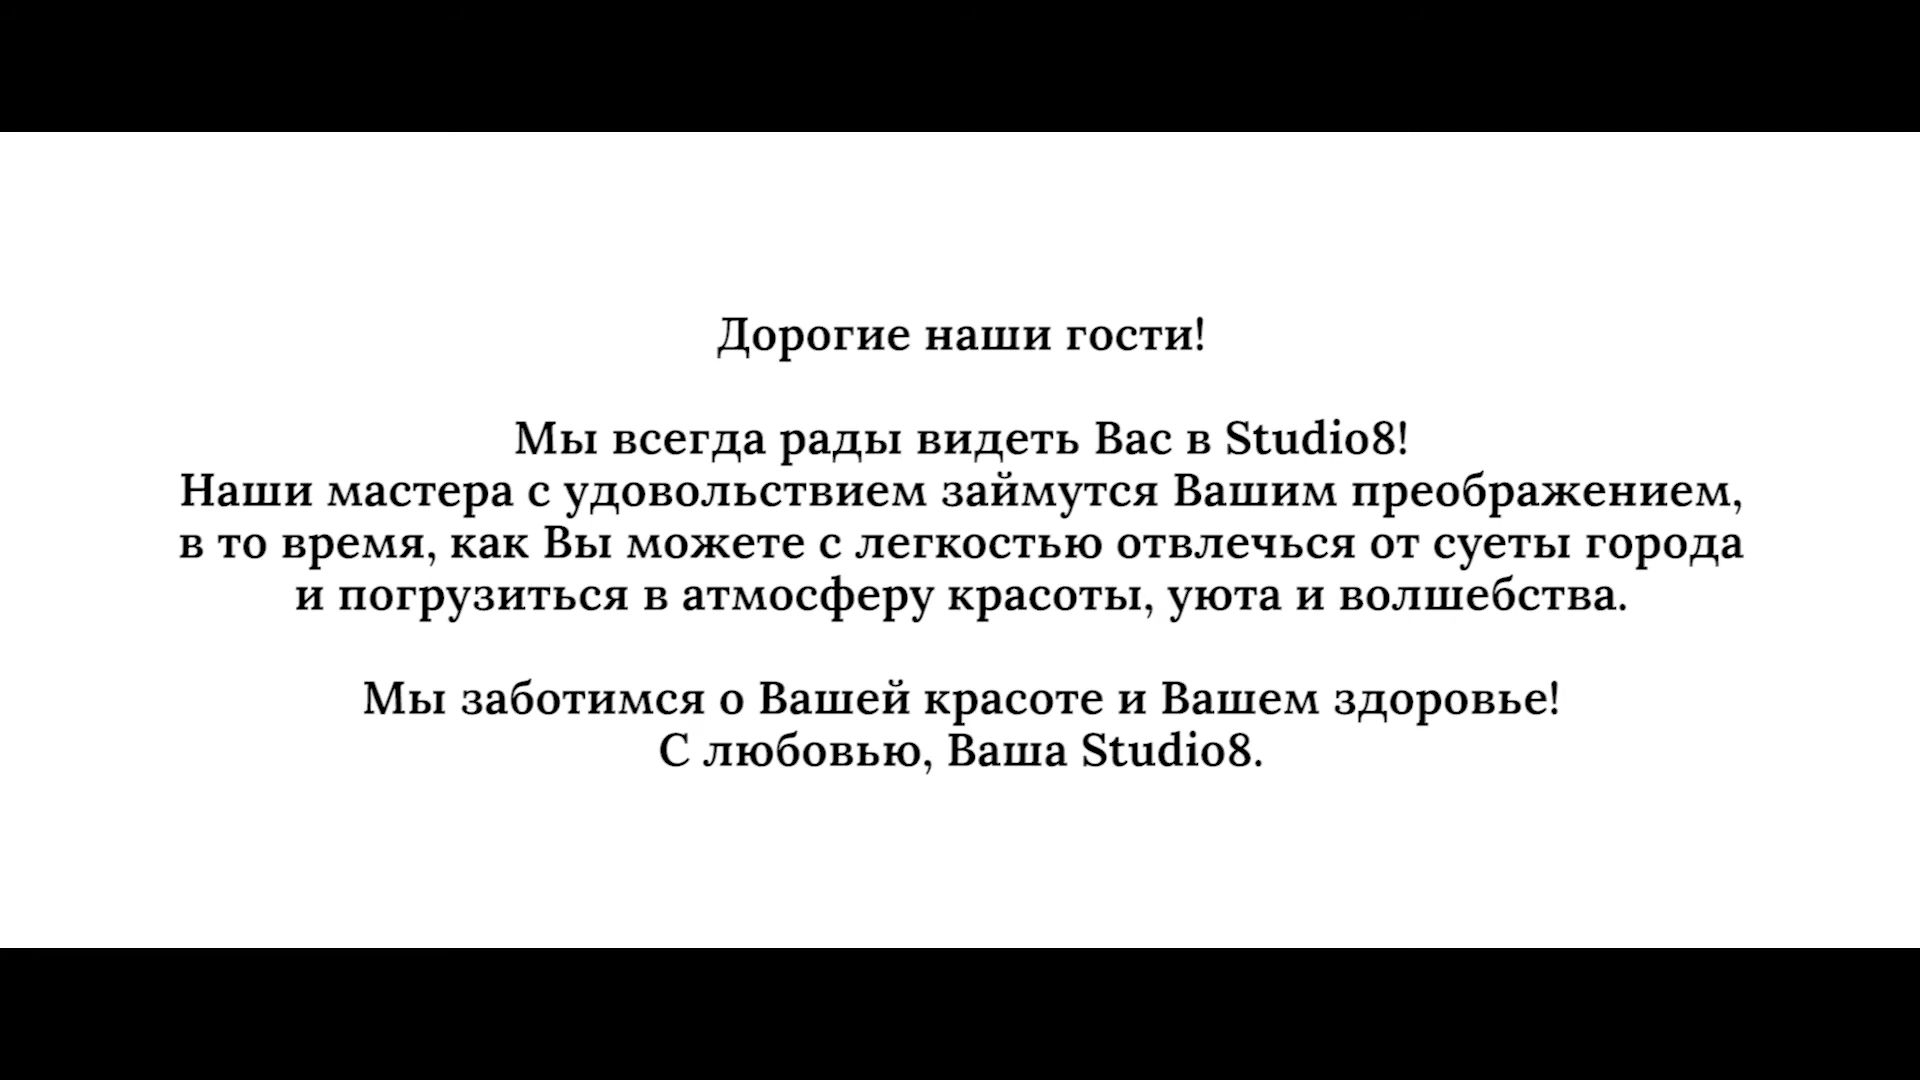 Дорогие наши гости!
Мы всегда рады видеть Вас в Studio8!
Наши мастера с удовольствием займутся Вашим преображением,
в то время, как Вы можете с легкостью отвлечься от суеты города
и погрузиться в атмосферу красоты, уюта и волшебства.
Мы заботимся о Вашей красоте и Вашем здоровье!
С любовью, Ваша Studio8.